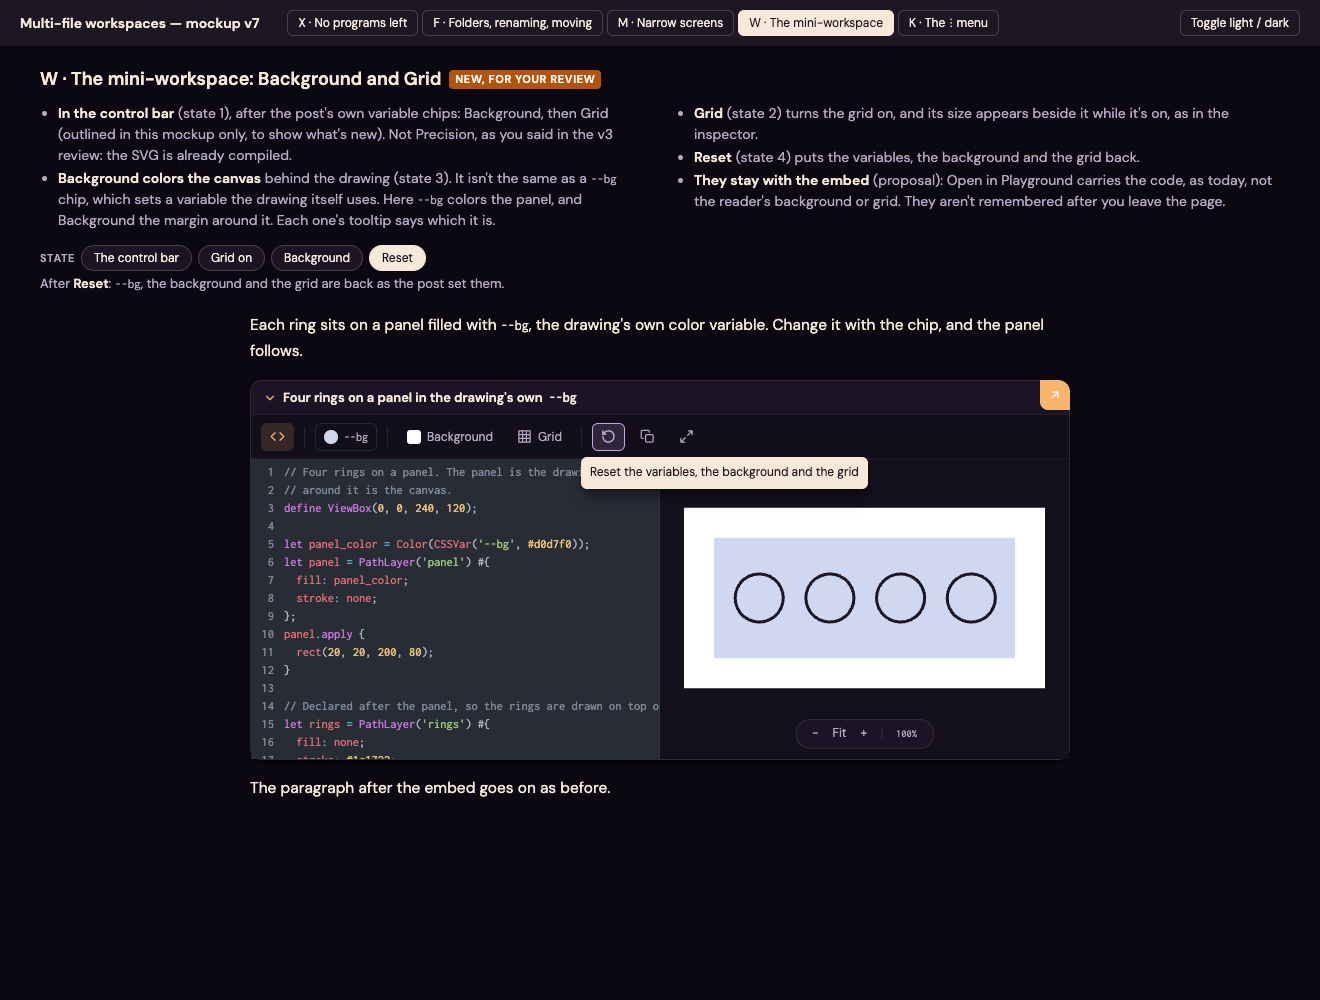 Multi-file workspaces — mockup v7
X · No programs left
F · Folders, renaming, moving
M · Narrow screens
W · The mini-workspace
K · The ⋮ menu
Toggle light / dark
W · The mini-workspace: Background and Grid
NEW, FOR YOUR REVIEW
• In the control bar (state 1), after the post's own variable chips: Background, then Grid
(outlined in this mockup only, to show what's new). Not Precision, as you said in the v3
review: the SVG is already compiled.
• Background colors the canvas behind the drawing (state 3). It isn't the same as a --bg
chip, which sets a variable the drawing itself uses. Here --bg colors the panel, and
Background the margin around it. Each one's tooltip says which it is.
• Grid (state 2) turns the grid on, and its size appears beside it while it's on, as in the
inspector.
• Reset (state 4) puts the variables, the background and the grid back.
• They stay with the embed (proposal): Open in Playground carries the code, as today, not
the reader's background or grid. They aren't remembered after you leave the page.
STATE
The control bar
Grid on
Background
Reset
After Reset: --bg, the background and the grid are back as the post set them.
Each ring sits on a panel filled with --bg, the drawing's own color variable. Change it with the chip, and the panel
follows.
Four rings on a panel in the drawing's own --bg
--bg
Background
Grid
Reset the variables, the background and the grid
1 // Four rings on a panel. The panel is the
2 // around it is the canvas.
3 define ViewBox(0, 0, 240, 120);
4
5 let panel_color = Color(CSSVar('--bg', #d0d7f0));
6 let panel = PathLayer('panel') #{
7 fill: panel_color;
8 stroke: none;
9 };
10 panel.apply {
11 rect(20, 20, 200, 80);
12 }
13
14 // Declared after the panel, so the rings are drawn on top
15 let rings = PathLayer('rings') #{
16 fill: none;
− Fit + 100%
The paragraph after the embed goes on as before.